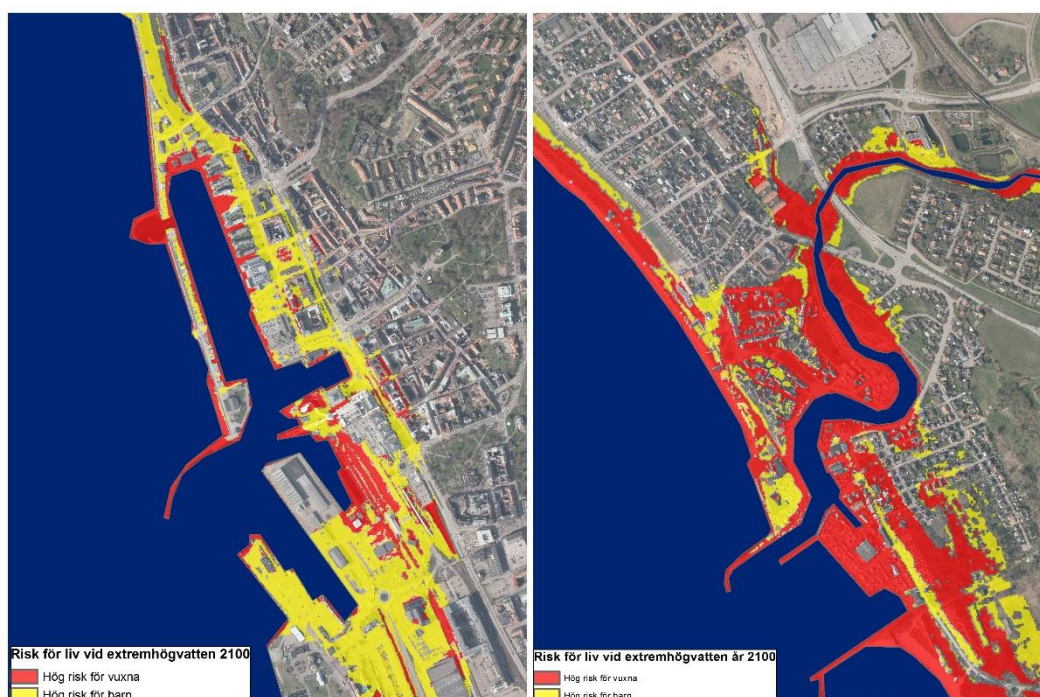 Risk för liv vid extremhögvatten 2100
Hög risk för vuxna
Hög risk för barn
Risk för liv vid extremhögvatten år 2100
Hög risk för vuxna
Hög risk för barn